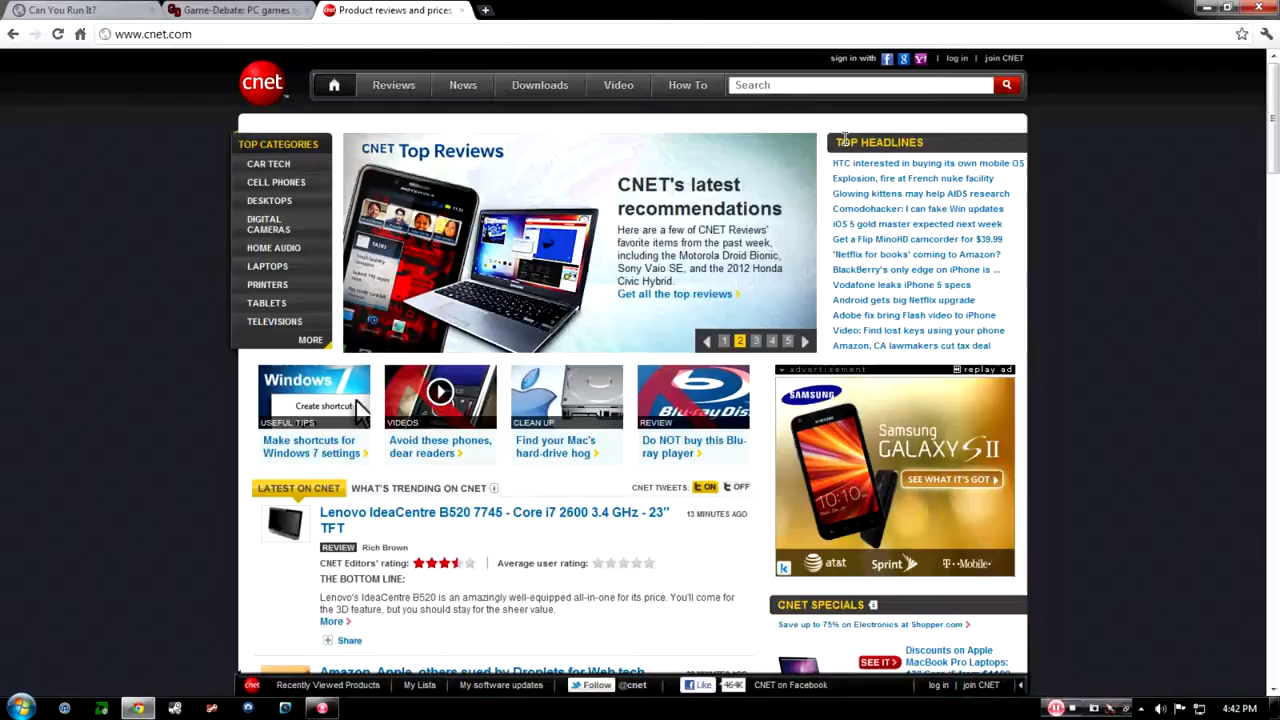 Can You Run It?
Game-Debate: PC games
Product reviews and prices,
www.cnet.com
sign in with
log in
join CNET
cnet
Reviews
News
Downloads
Video
How To
Search
TOP CATEGORIES
CAR TECH
CELL PHONES
DESKTOPS
DIGITAL
CAMERAS
HOME AUDIO
LAPTOPS
PRINTERS
TABLETS
TELEVISIONS
MORE
CNET Top Reviews
MOTOROLA
CNET's latest
recommendations
Here are a few of CNET Reviews'
favorite items from the past week,
including the Motorola Droid Bionic,
Sony Vaio SE, and the 2012 Honda
Civic Hybrid.
Get all the top reviews
1 2 3 4 5
TOP HEADLINES
HTC interested in buying its own mobile OS
Explosion, fire at French nuke facility
Glowing kittens may help AIDS research
Comodohacker: I can fake Win updates
iOS 5 gold master expected next week
Get a Flip MinoHD camcorder for $39.99
'Netflix for books' coming to Amazon?
BlackBerry's only edge on iPhone is ...
Vodafone leaks iPhone 5 specs
Android gets big Netflix upgrade
Adobe fix bring Flash video to iPhone
Video: Find lost keys using your phone
Amazon, CA lawmakers cut tax deal
Windows
Create shortcut
USEFUL TIPS
Make shortcuts for
Windows 7 settings
VIDEOS
Avoid these phones,
dear readers
CLEAN UP
Find your Mac's
hard-drive hog
Blu-ray Disc
REVIEW
Do NOT buy this Blu-
ray player
advertisement
replay ad
SAMSUNG
Samsung
GALAXY S II
SEE WHAT IT'S GOT
10:10
at&t
Sprint
T-Mobile
LATEST ON CNET
WHAT'S TRENDING ON CNET
CNET TWEETS: ON OFF
Lenovo IdeaCentre B520 7745 - Core i7 2600 3.4 GHz - 23"
TFT
13 MINUTES AGO
REVIEW Rich Brown
CNET Editors' rating:
Average user rating:
THE BOTTOM LINE:
Lenovo's IdeaCentre B520 is an amazingly well-equipped all-in-one for its price. You'll come for
the 3D feature, but you should stay for the sheer value.
More
Share
Amazon, Apple, others sued by Droplets for Web tech
CNET SPECIALS
Save up to 75% on Electronics at Shopper.com
SEE IT
Discounts on Apple
MacBook Pro Laptops:
cnet
Recently Viewed Products
My Lists
My software updates
Follow @cnet
Like 464K
CNET on Facebook
log in
join CNET
4:42 PM